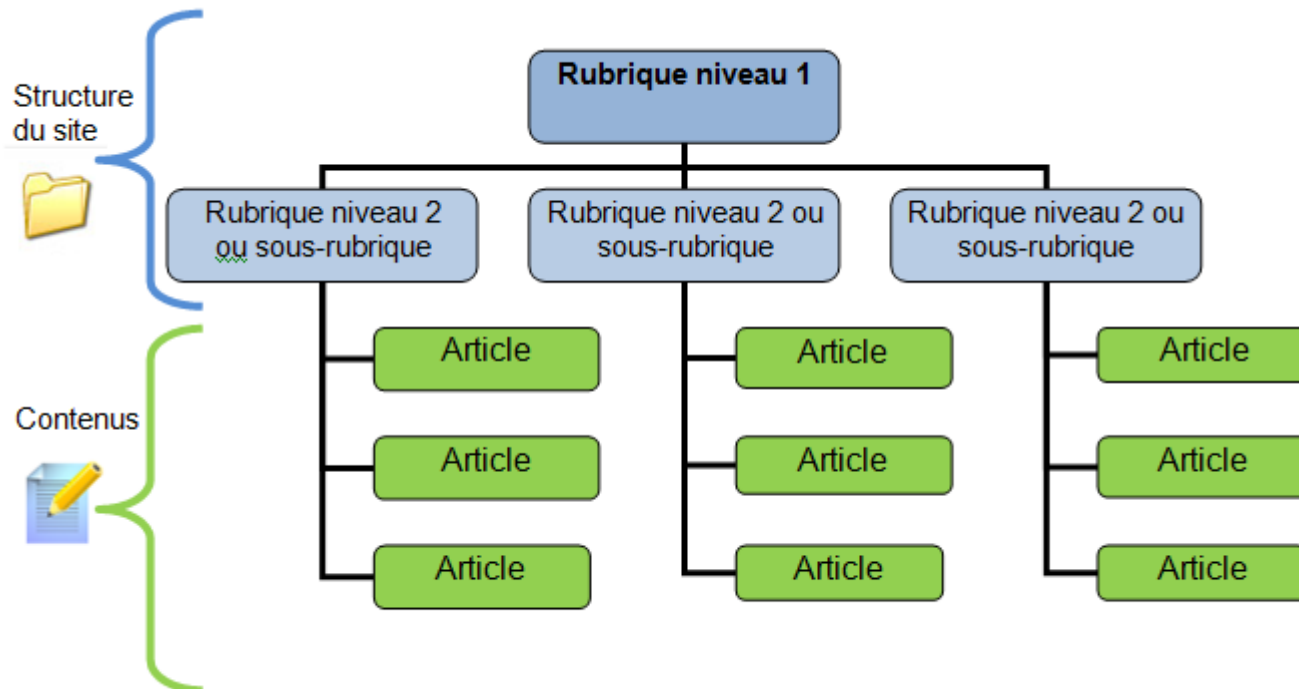 Structure
du site
Rubrique niveau 1
Rubrique niveau 2
ou sous-rubrique
Rubrique niveau 2 ou
sous-rubrique
Rubrique niveau 2 ou
sous-rubrique
Contenus
Article
Article
Article
Article
Article
Article
Article
Article
Article